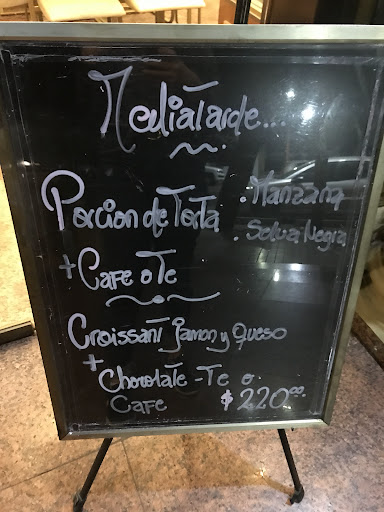 MediaTarde...
Porcion de Torta . Manzana
. Selva Negra
+ Cafe o Te
Croissant jamon y Queso
+
Chocolate - Te o
Cafe $ 220.00.